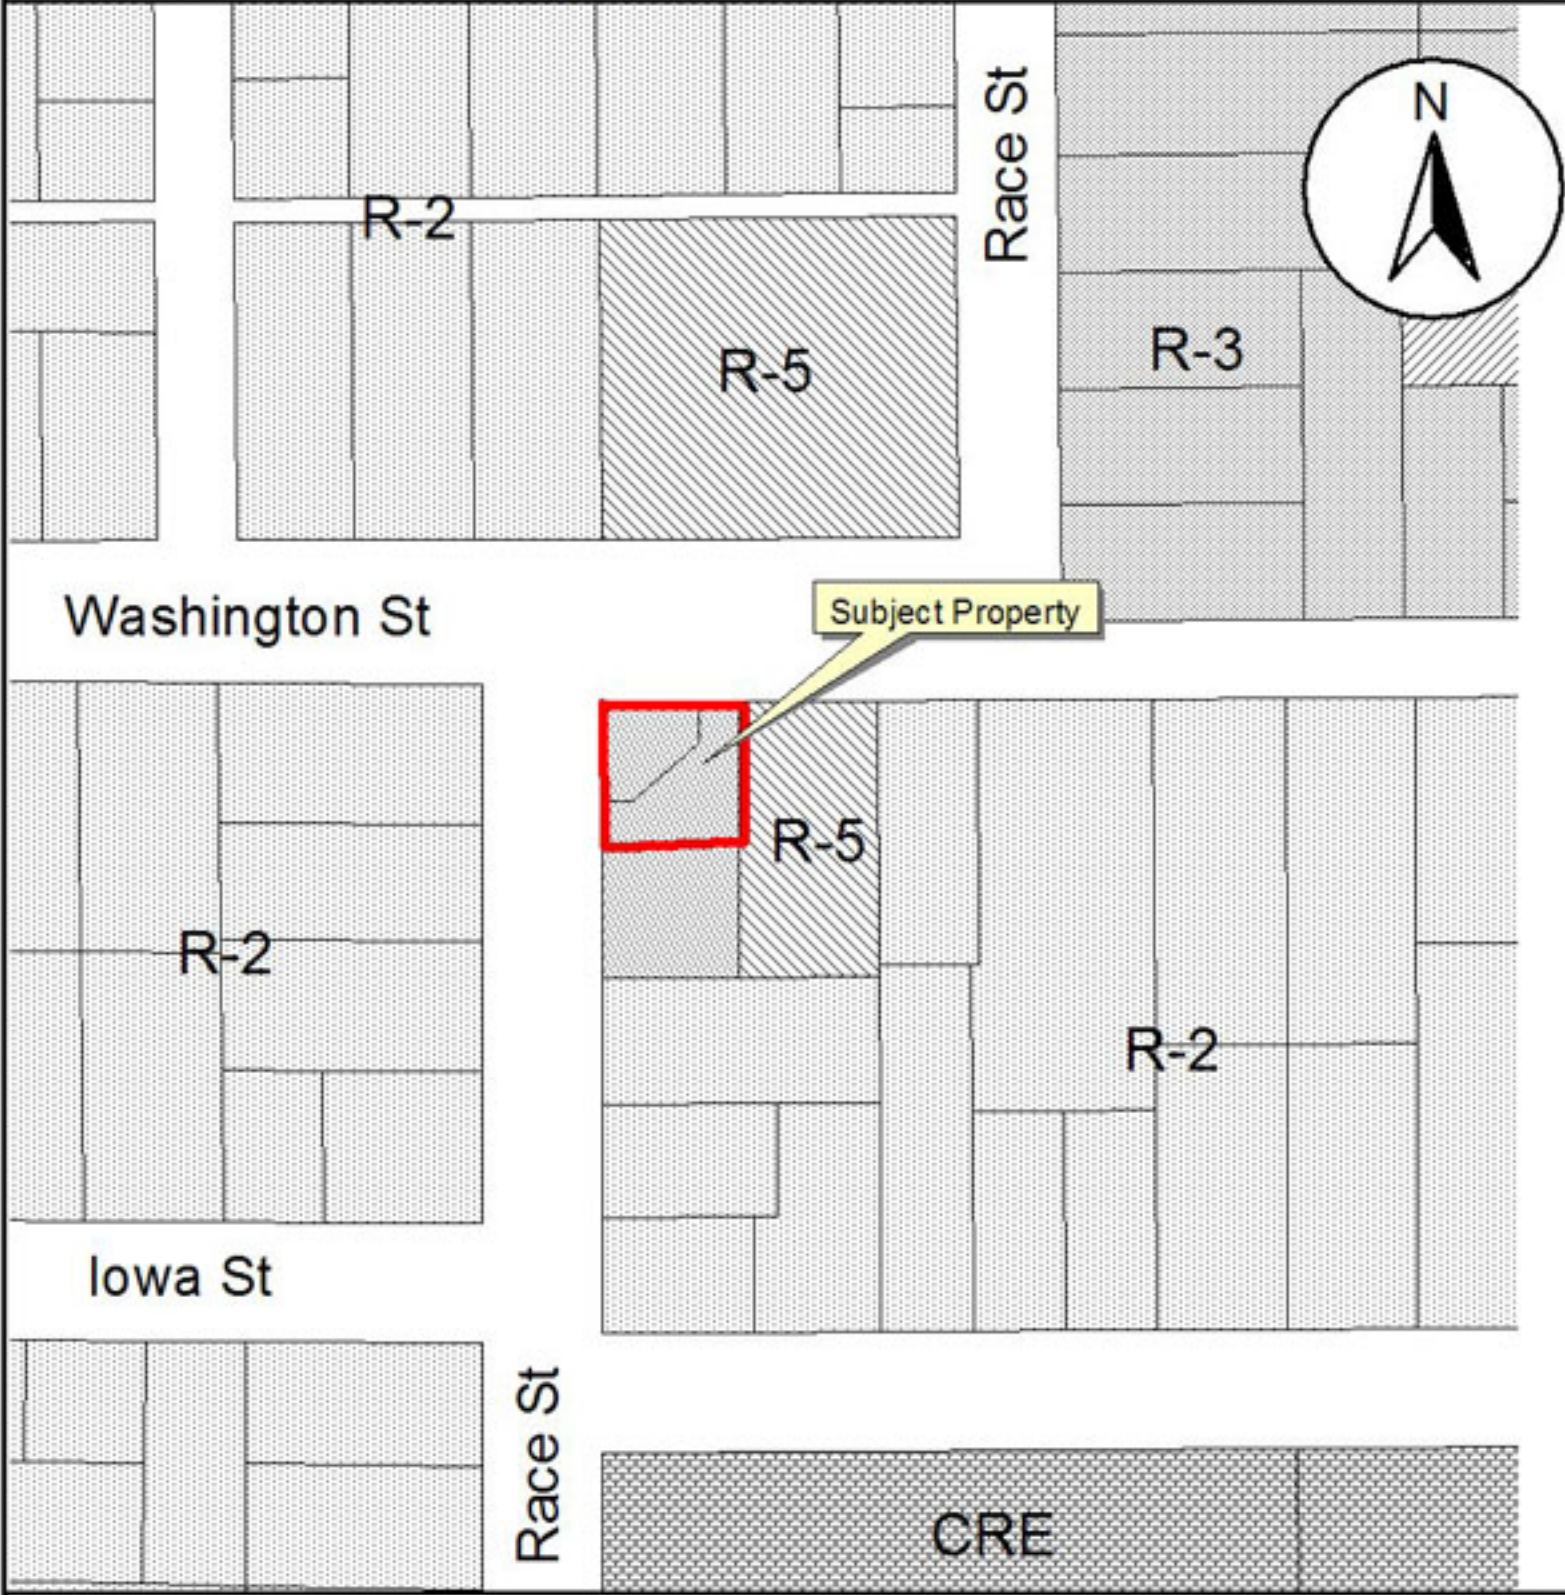 N
Race St
R-2
R-3
R-5
Washington St
Subject Property
R-5
R-2
R-2
Iowa St
Race St
CRE